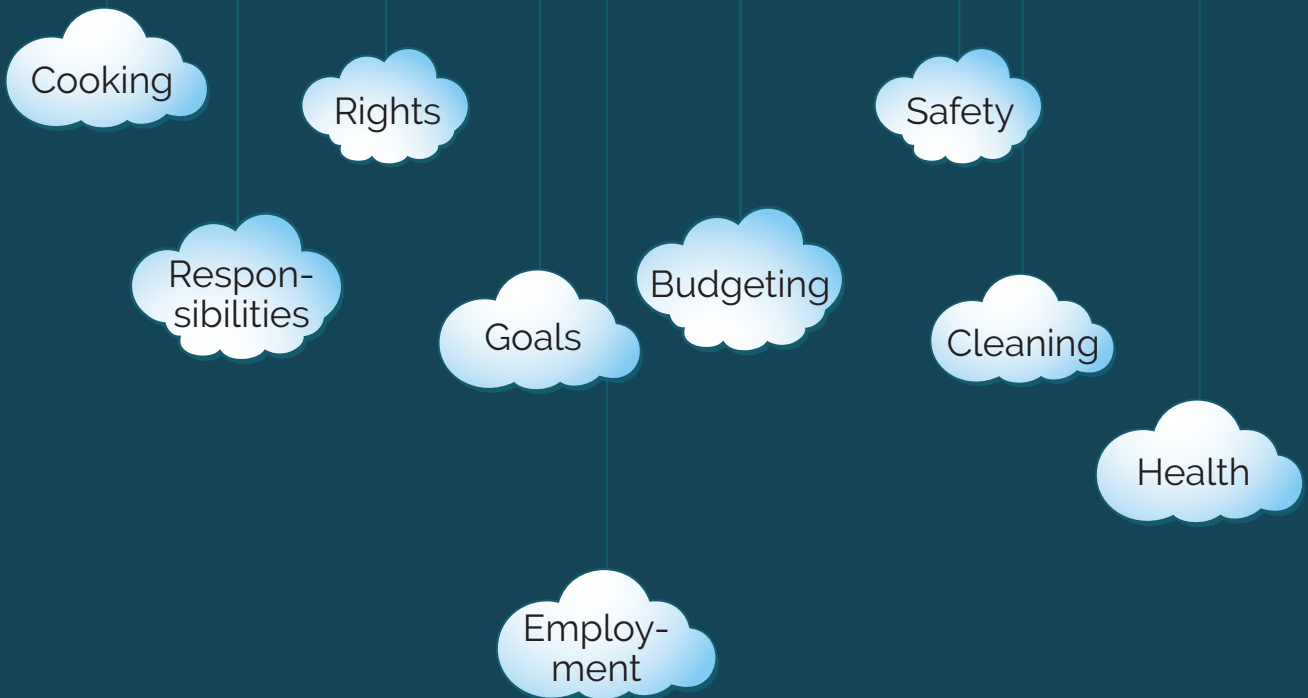 Cooking
Rights
Safety
Respon-
sibilities
Goals
Budgeting
Cleaning
Health
Employ-
ment